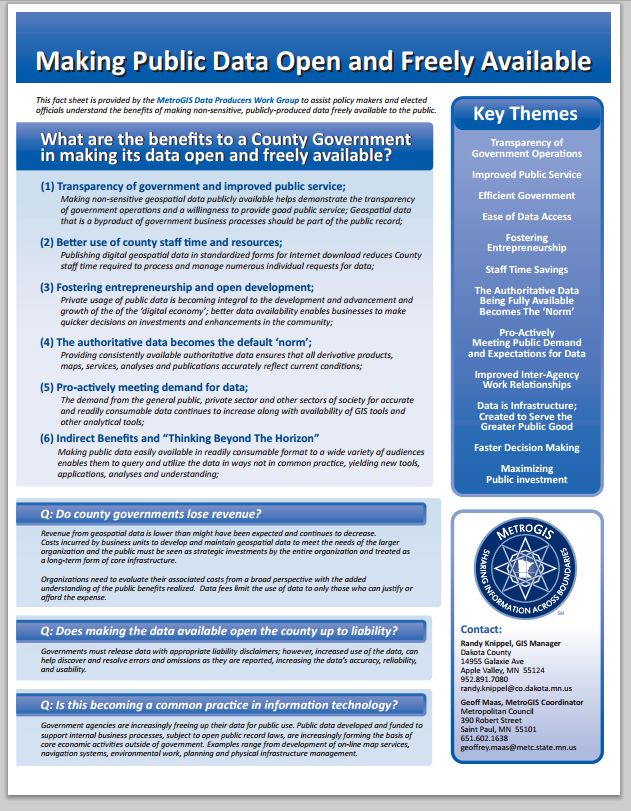 Making Public Data Open and Freely Available
This fact sheet is provided by the MetroGIS Data Producers Work Group to assist policy makers and elected
officials understand the benefits of making non-sensitive, publicly-produced data freely available to the public.
What are the benefits to a County Government
in making its data open and freely available?
(1) Transparency of government and improved public service;
Making non-sensitive geospatial data publicly available helps demonstrate the transparency
of government operations and a willingness to provide good public service; Geospatial data
that is a byproduct of government business processes should be part of the public record;
(2) Better use of county staff time and resources;
Publishing digital geospatial data in standardized forms for Internet download reduces County
staff time required to process and manage numerous individual requests for data;
(3) Fostering entrepreneurship and open development;
Private usage of public data is becoming integral to the development and advancement and
growth of the of the ‘digital economy’; better data availability enables businesses to make
quicker decisions on investments and enhancements in the community;
(4) The authoritative data becomes the default ‘norm’;
Providing consistently available authoritative data ensures that all derivative products,
maps, services, analyses and publications accurately reflect current conditions;
(5) Pro-actively meeting demand for data;
The demand from the general public, private sector and other sectors of society for accurate
and readily consumable data continues to increase along with availability of GIS tools and
other analytical tools;
(6) Indirect Benefits and “Thinking Beyond The Horizon”
Making public data easily available in readily consumable format to a wide variety of audiences
enables them to query and utilize the data in ways not in common practice, yielding new tools,
applications, analyses and understanding;
Q: Do county governments lose revenue?
Revenue from geospatial data is lower than might have been expected and continues to decrease.
Costs incurred by business units to develop and maintain geospatial data to meet the needs of the larger
organization and the public must be seen as strategic investments by the entire organization and treated as
a long-term form of core infrastructure.
Organizations need to evaluate their associated costs from a broad perspective with the added
understanding of the public benefits realized. Data fees limit the use of data to only those who can justify or
afford the expense.
Q: Does making the data available open the county up to liability?
Governments must release data with appropriate liability disclaimers; however, increased use of the data, can
help discover and resolve errors and omissions as they are reported, increasing the data’s accuracy, reliability,
and usability.
Q: Is this becoming a common practice in information technology?
Government agencies are increasingly freeing up their data for public use. Public data developed and funded to
support internal business processes, subject to open public record laws, are increasingly forming the basis of
core economic activities outside of government. Examples range from development of on-line map services,
navigation systems, environmental work, planning and physical infrastructure management.
Key Themes
Transparency of
Government Operations
Improved Public Service
Efficient Government
Ease of Data Access
Fostering
Entrepreneurship
Staff Time Savings
The Authoritative Data
Being Fully Available
Becomes The ‘Norm’
Pro-Actively
Meeting Public Demand
and Expectations for Data
Improved Inter-Agency
Work Relationships
Data is Infrastructure;
Created to Serve the
Greater Public Good
Faster Decision Making
Maximizing
Public investment
METROGIS
SHARING INFORMATION ACROSS BOUNDARIES
SM
Contact:
Randy Knippel, GIS Manager
Dakota County
14955 Galaxie Ave
Apple Valley, MN 55124
952.891.7080
randy.knippel@co.dakota.mn.us
Geoff Maas, MetroGIS Coordinator
Metropolitan Council
390 Robert Street
Saint Paul, MN 55101
651.602.1638
geoffrey.maas@metc.state.mn.us